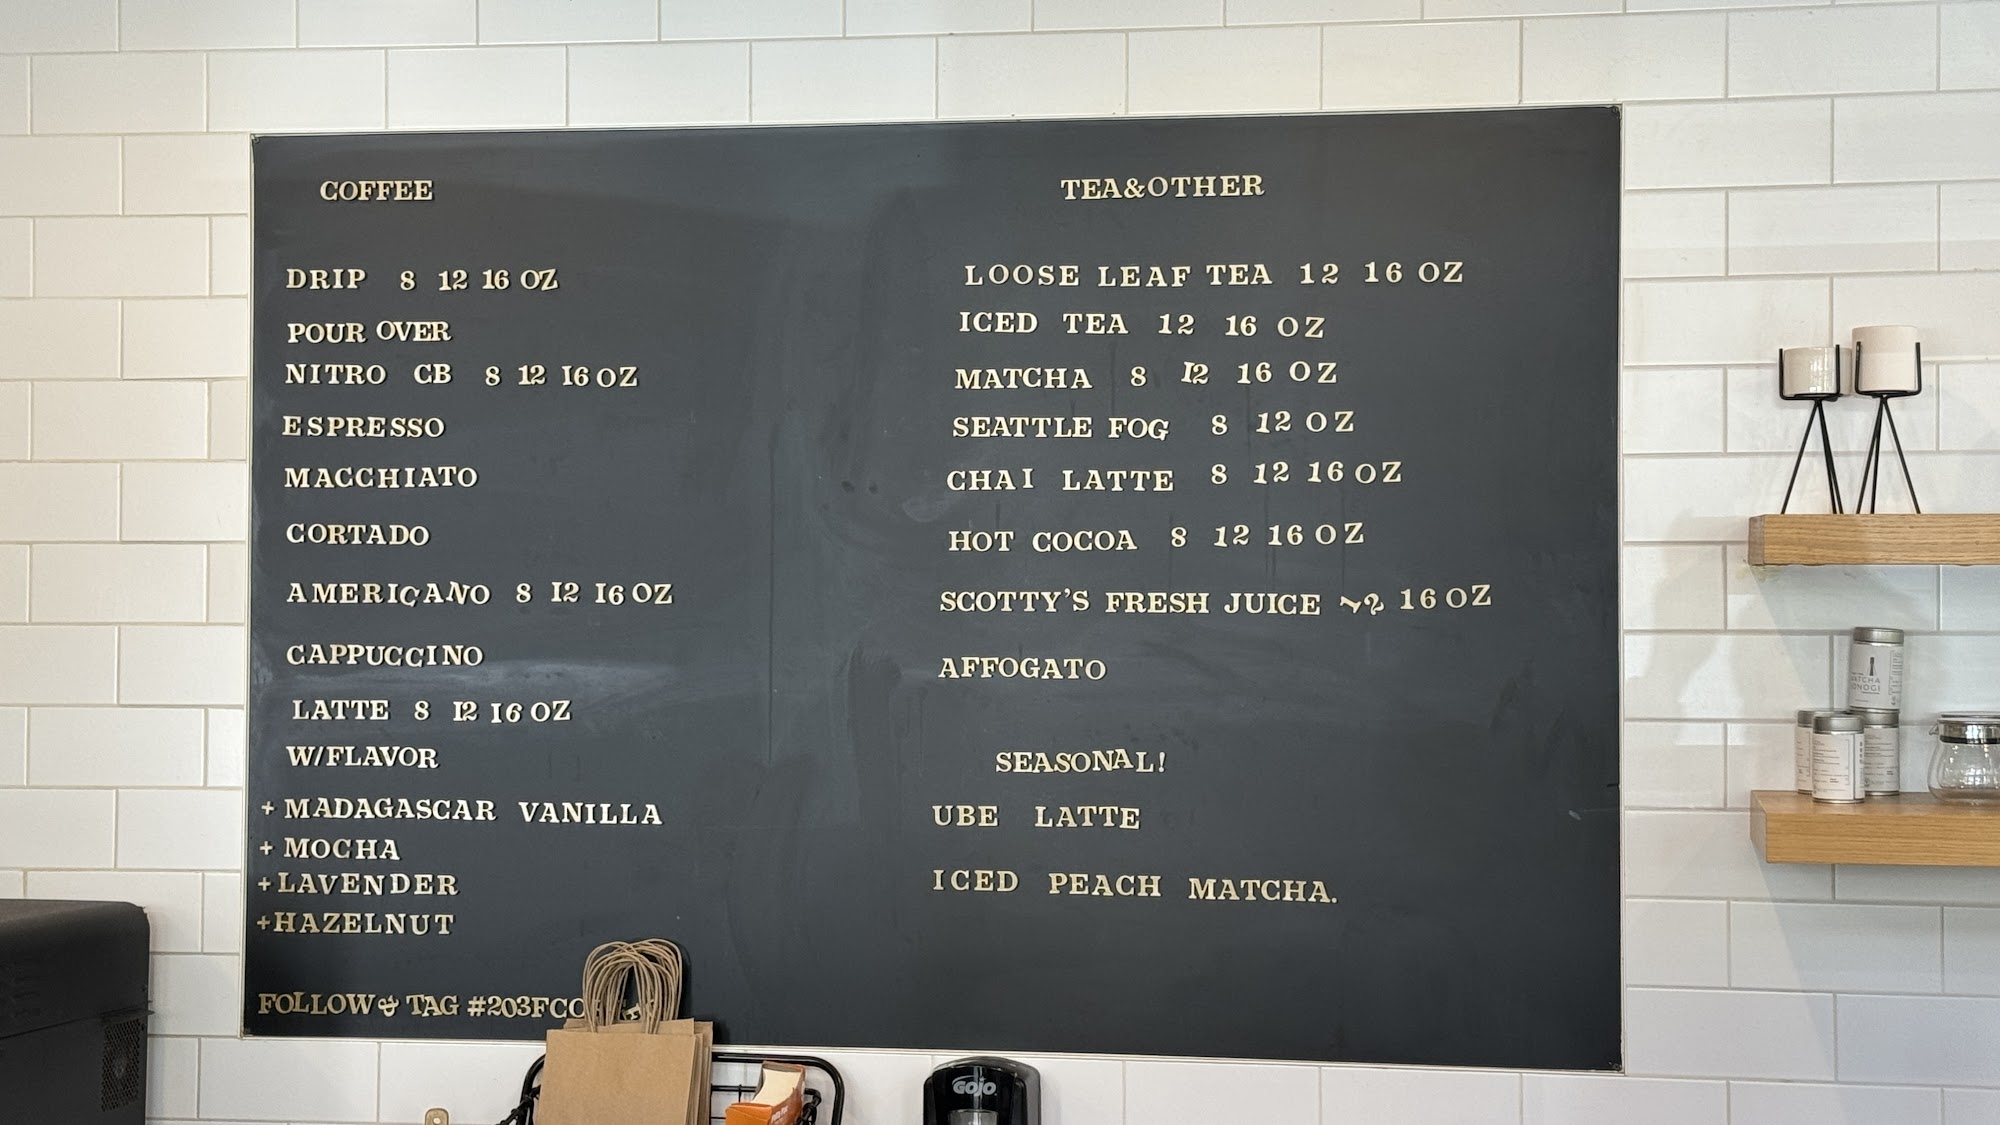 COFFEE
DRIP 8 12 16 OZ
POUR OVER
NITRO CB 8 12 16 OZ
ESPRESSO
MACCHIATO
CORTADO
AMERICANO 8 12 16 OZ
CAPPUCCINO
LATTE 8 12 16 OZ
W/FLAVOR
+ MADAGASCAR VANILLA
+ MOCHA
+ LAVENDER
+ HAZELNUT
FOLLOW & TAG
TEA&OTHER
LOOSE LEAF TEA 12 16 OZ
ICED TEA 12 16 OZ
MATCHA 8 12 16 OZ
SEATTLE FOG 8 12 OZ
CHAI LATTE 8 12 16 OZ
HOT COCOA 8 12 16 OZ
SCOTTY'S FRESH JUICE 12 16 OZ
AFFOGATO
SEASONAL!
UBE LATTE
ICED PEACH MATCHA.
GOJO